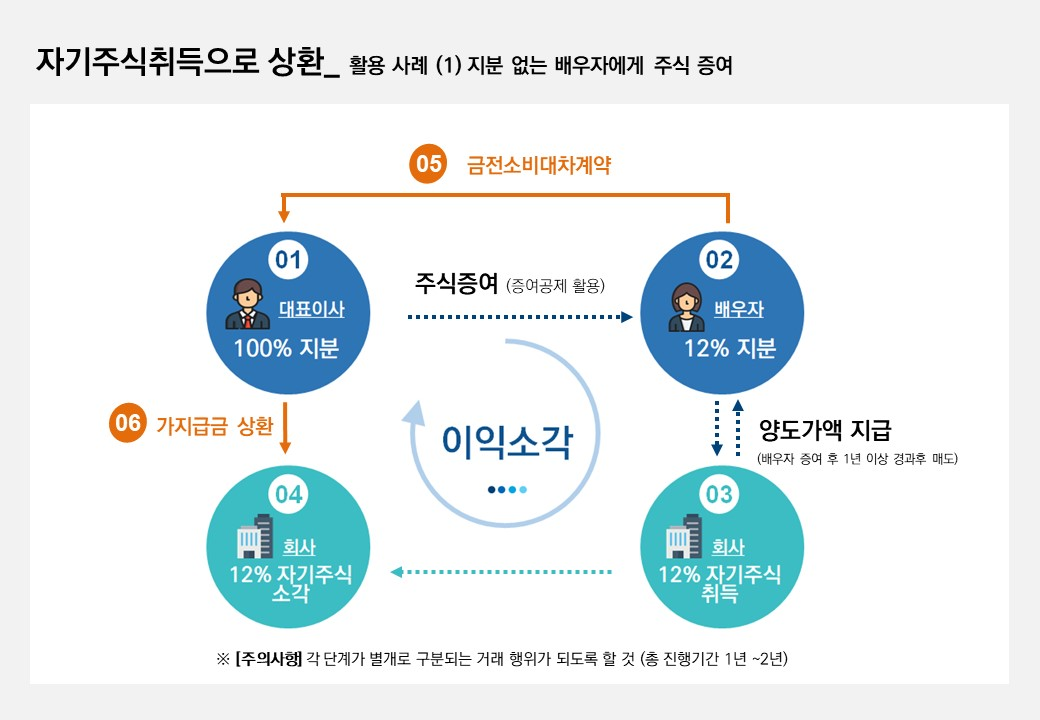 자기주식취득으로 상환_ 활용 사례 (1) 지분 없는 배우자에게 주식 증여
05 금전소비대차계약
01
대표이사
100% 지분
주식증여 (증여공제 활용)
02
배우자
12% 지분
06 가지급금 상환
이익소각
양도가액 지급
(배우자 증여 후 1년 이상 경과후 매도)
04
회사
12% 자기주식
소각
03
회사
12% 자기주식
취득
※ [주의사항] 각 단계가 별개로 구분되는 거래 행위가 되도록 할 것 (총 진행기간 1년 ~2년)